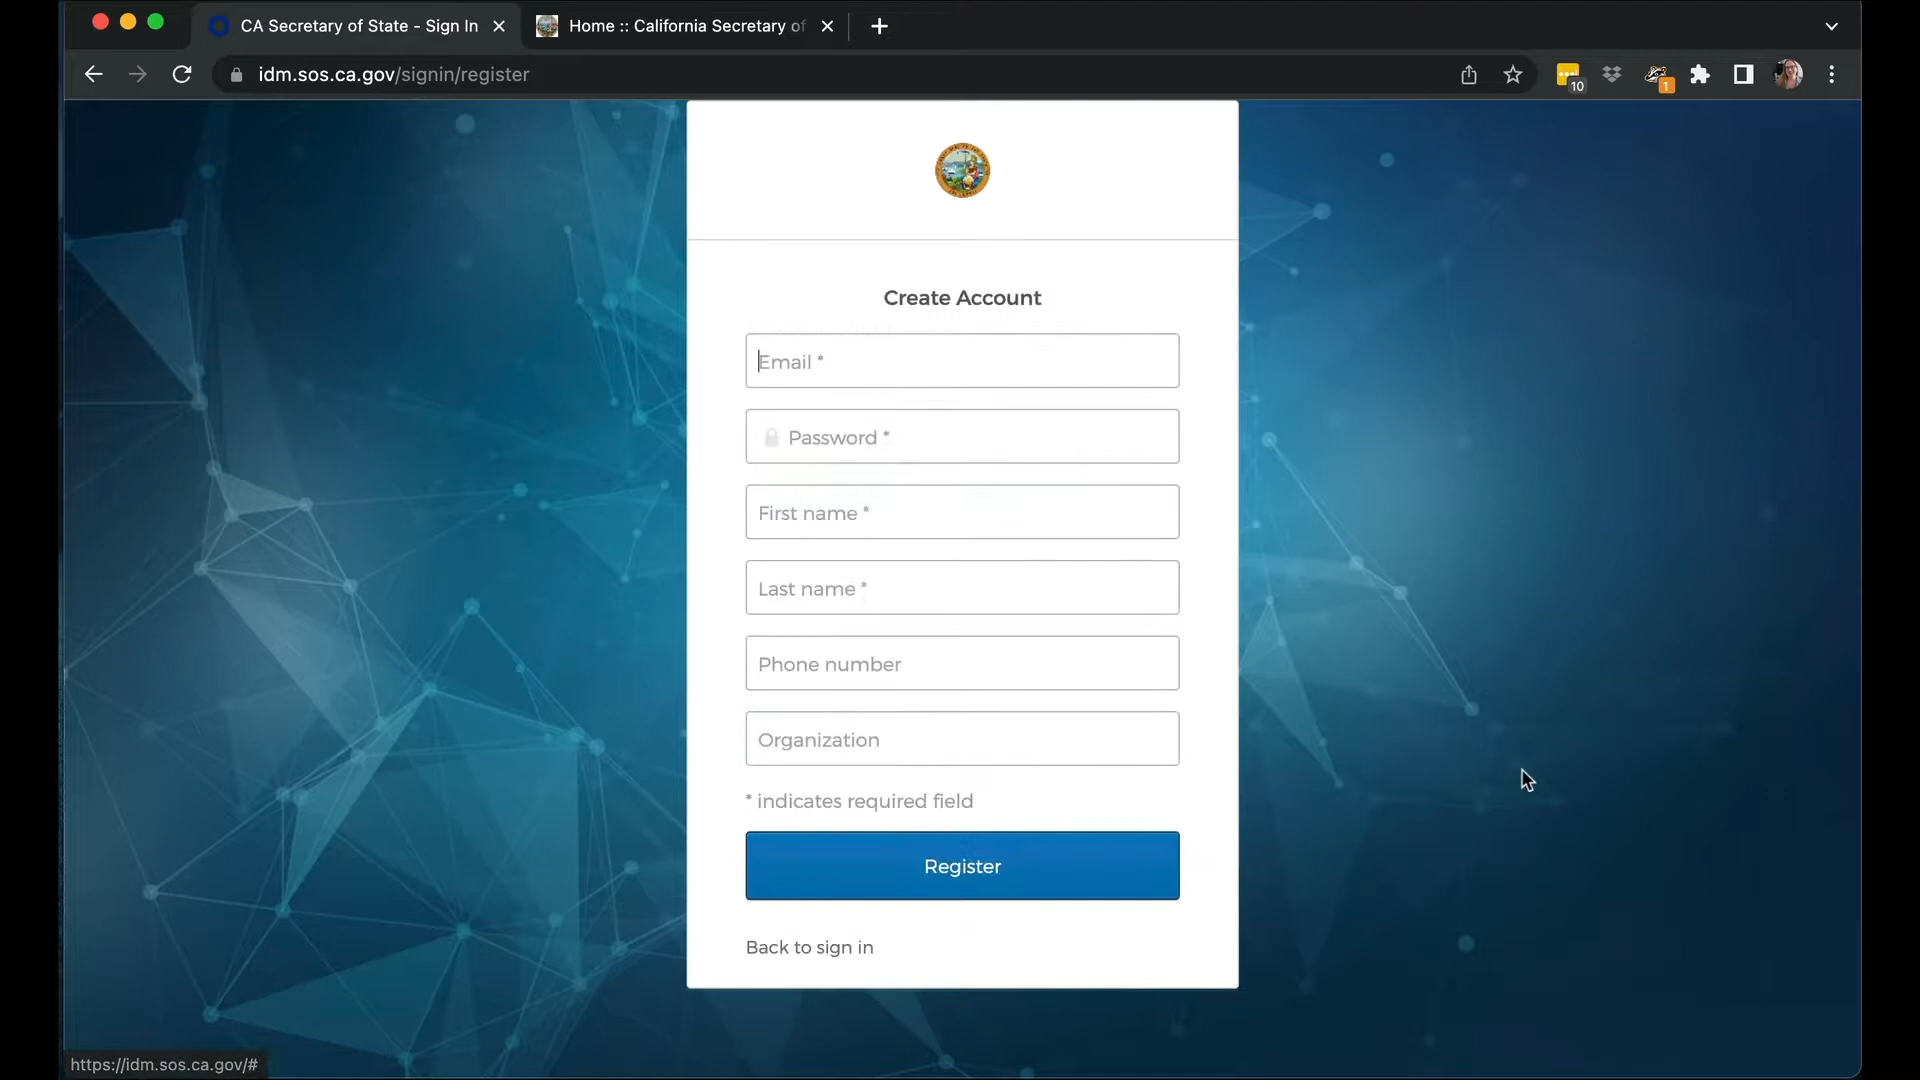 CA Secretary of State - Sign In
Home :: California Secretary of
idm.sos.ca.gov/signin/register
10
1
Create Account
Email *
Password *
First name *
Last name *
Phone number
Organization
* indicates required field
Register
Back to sign in
https://idm.sos.ca.gov/#